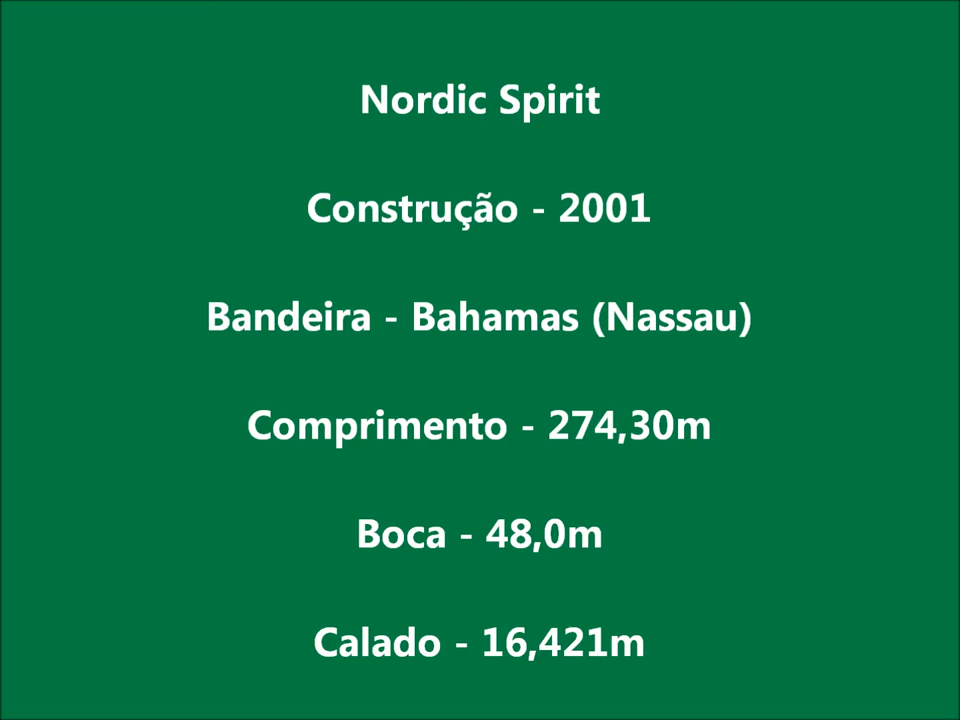 Nordic Spirit
Construção - 2001
Bandeira - Bahamas (Nassau)
Comprimento - 274,30m
Boca - 48,0m
Calado - 16,421m